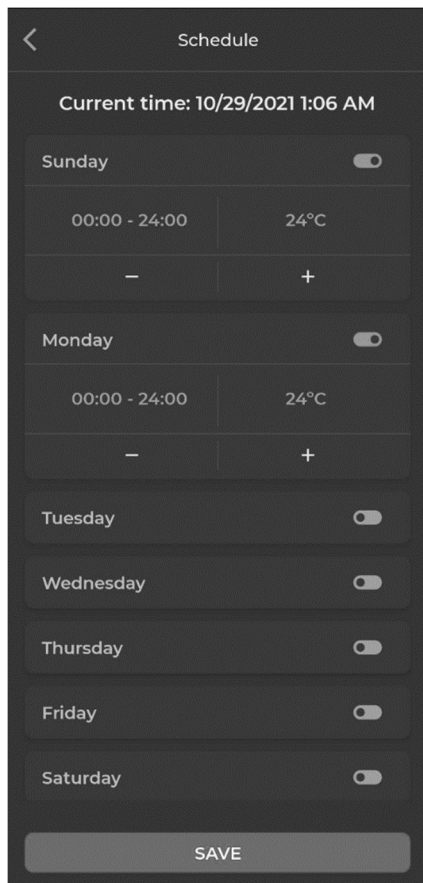 Schedule
Current time: 10/29/2021 1:06 AM
Sunday
00:00 - 24:00 24°C
− +
Monday
00:00 - 24:00 24°C
− +
Tuesday
Wednesday
Thursday
Friday
Saturday
SAVE